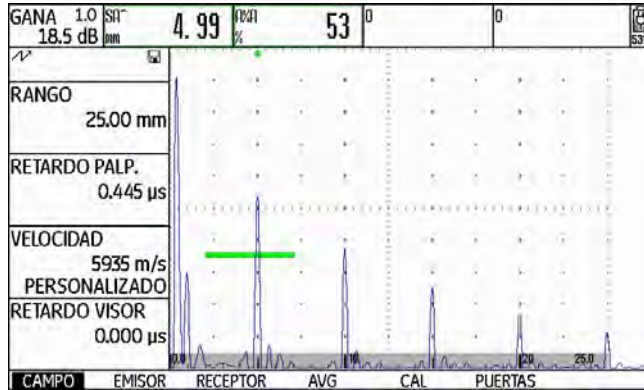 GANA 1.0
18.5 dB
SA^
mm
4.99
A%A
%
53
0
0
RANGO
25.00 mm
RETARDO PALP.
0.445 µs
VELOCIDAD
5935 m/s
PERSONALIZADO
RETARDO VISOR
0.000 µs
0.0 10 20 25.0
CAMPO EMISOR RECEPTOR AVG CAL PUERTAS